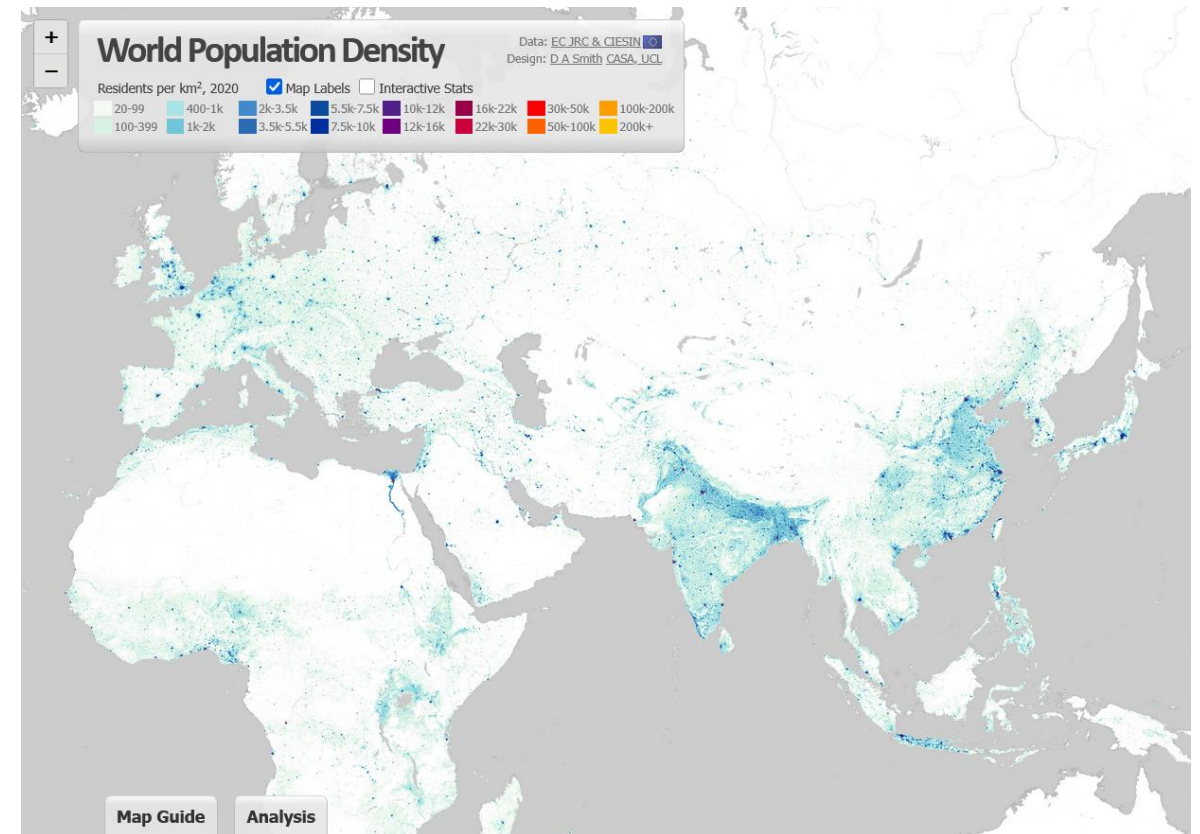 +
−
World Population Density
Data: EC JRC & CIESIN
Design: D A Smith CASA, UCL
Residents per km², 2020 Map Labels Interactive Stats
20-99 400-1k 2k-3.5k 5.5k-7.5k 10k-12k 16k-22k 30k-50k 100k-200k
100-399 1k-2k 3.5k-5.5k 7.5k-10k 12k-16k 22k-30k 50k-100k 200k+
Map Guide Analysis